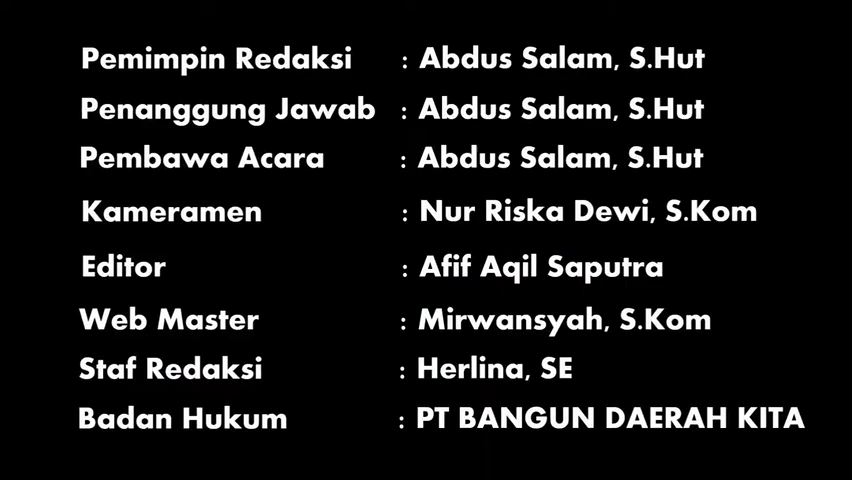 Pemimpin Redaksi : Abdus Salam, S.Hut
Penanggung Jawab : Abdus Salam, S.Hut
Pembawa Acara : Abdus Salam, S.Hut
Kameramen : Nur Riska Dewi, S.Kom
Editor : Afif Aqil Saputra
Web Master : Mirwansyah, S.Kom
Staf Redaksi : Herlina, SE
Badan Hukum : PT BANGUN DAERAH KITA